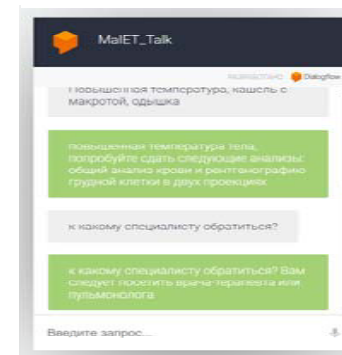 MalET_Talk
Dialogflow
Повышенная температура, кашель с
макротой, одышка
повышенная температура тела,
попробуйте сдать следующие анализы:
общий анализ крови и рентгенографию
грудной клетки в двух проекциях
к какому специалисту обратиться?
к какому специалисту обратиться? Вам
следует посетить врача-терапевта или
пульмонолога
Введите запрос...